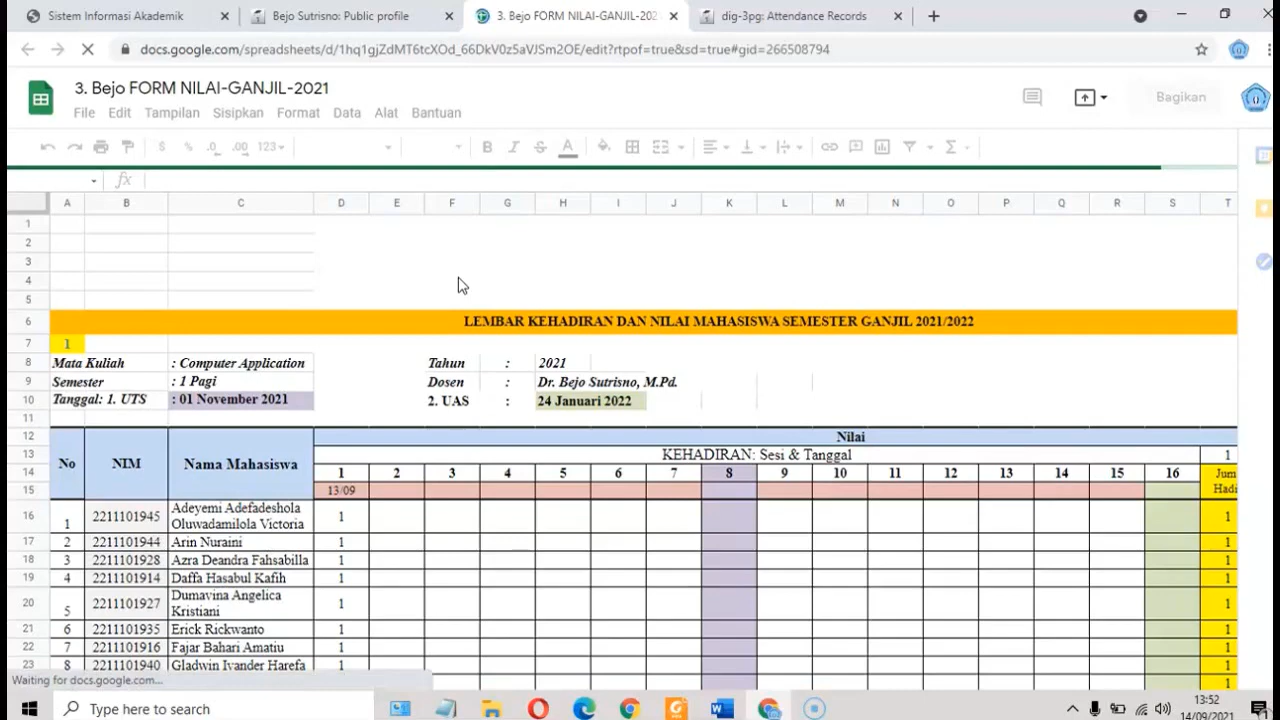 Sistem Informasi Akademik
Bejo Sutrisno: Public profile
3. Bejo FORM NILAI-GANJIL-202
dig-3pg: Attendance Records
docs.google.com/spreadsheets/d/1hq1gjZdMT6tcXOd_66DkV0z5aVJSm2OE/edit?rtpof=true&sd=true#gid=266508794
3. Bejo FORM NILAI-GANJIL-2021
File Edit Tampilan Sisipkan Format Data Alat Bantuan
Bagikan
$ % .0 .00 123
fx
A B C D E F G H I J K L M N O P Q R S T
1
2
3
4
5
6 LEMBAR KEHADIRAN DAN NILAI MAHASISWA SEMESTER GANJIL 2021/2022
7 1
8 Mata Kuliah : Computer Application Tahun : 2021
9 Semester : 1 Pagi Dosen : Dr. Bejo Sutrisno, M.Pd.
10 Tanggal: 1. UTS : 01 November 2021 2. UAS : 24 Januari 2022
11
12 Nilai
No NIM Nama Mahasiswa
13 KEHADIRAN: Sesi & Tanggal 1
14 1 2 3 4 5 6 7 8 9 10 11 12 13 14 15 16 Jum
15 13/09 Hadi
16 1 2211101945 Adeyemi Adefadeshola 1 1
Oluwadamilola Victoria
17 2 2211101944 Arin Nuraini 1 1
18 3 2211101928 Azra Deandra Fahsabilla 1 1
19 4 2211101914 Daffa Hasabul Kafih 1 1
20 5 2211101927 Dumavina Angelica 1 1
Kristiani
21 6 2211101935 Erick Rickwanto 1 1
22 7 2211101916 Fajar Bahari Amatiu 1 1
23 8 2211101940 Gladwin Ivander Harefa 1 1
1
Waiting for docs.google.com...
Type here to search
13:52
14/09/2021